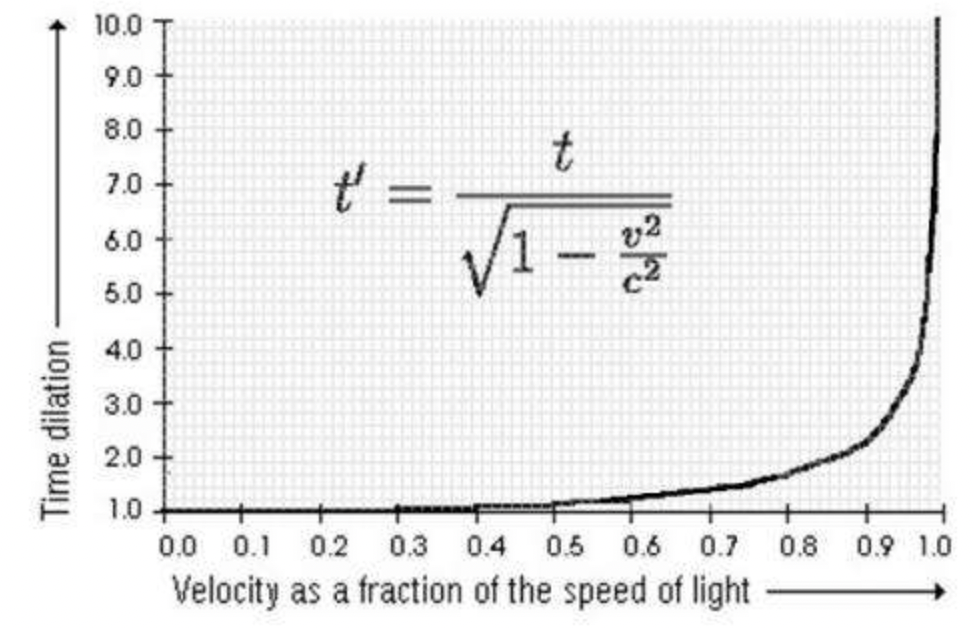 10.0
9.0
8.0
7.0
6.0
5.0
4.0
3.0
2.0
1.0
Time dilation
t' = t / √(1 − v²/c²)
0.0 0.1 0.2 0.3 0.4 0.5 0.6 0.7 0.8 0.9 1.0
Velocity as a fraction of the speed of light